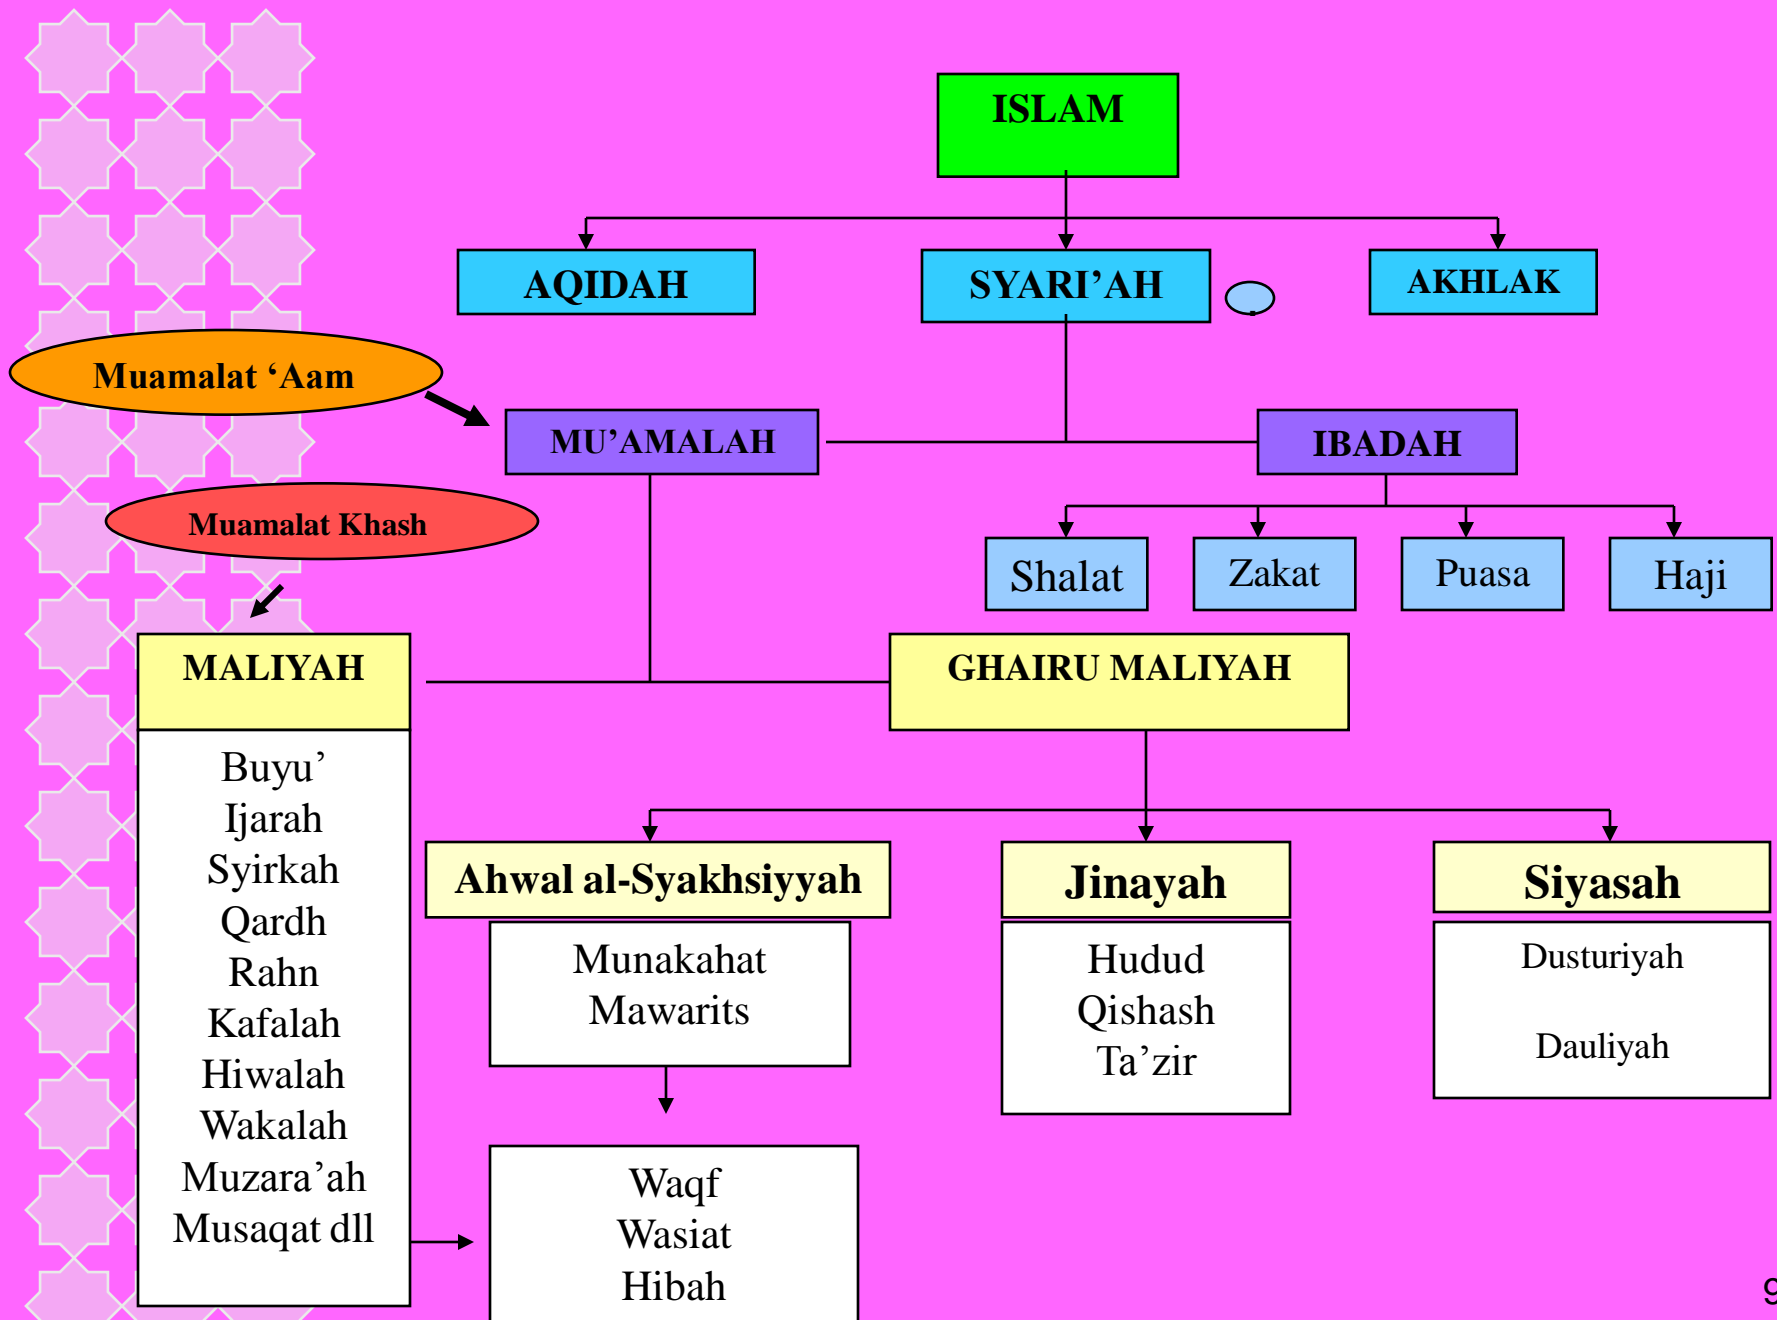 ISLAM
AQIDAH
SYARI’AH
.
AKHLAK
Muamalat ‘Aam
MU’AMALAH
IBADAH
Muamalat Khash
Shalat
Zakat
Puasa
Haji
MALIYAH
GHAIRU MALIYAH
Buyu’
Ijarah
Syirkah
Qardh
Rahn
Kafalah
Hiwalah
Wakalah
Muzara’ah
Musaqat dll
Ahwal al-Syakhsiyyah
Munakahat
Mawarits
Jinayah
Hudud
Qishash
Ta’zir
Siyasah
Dusturiyah
Dauliyah
Waqf
Wasiat
Hibah
9